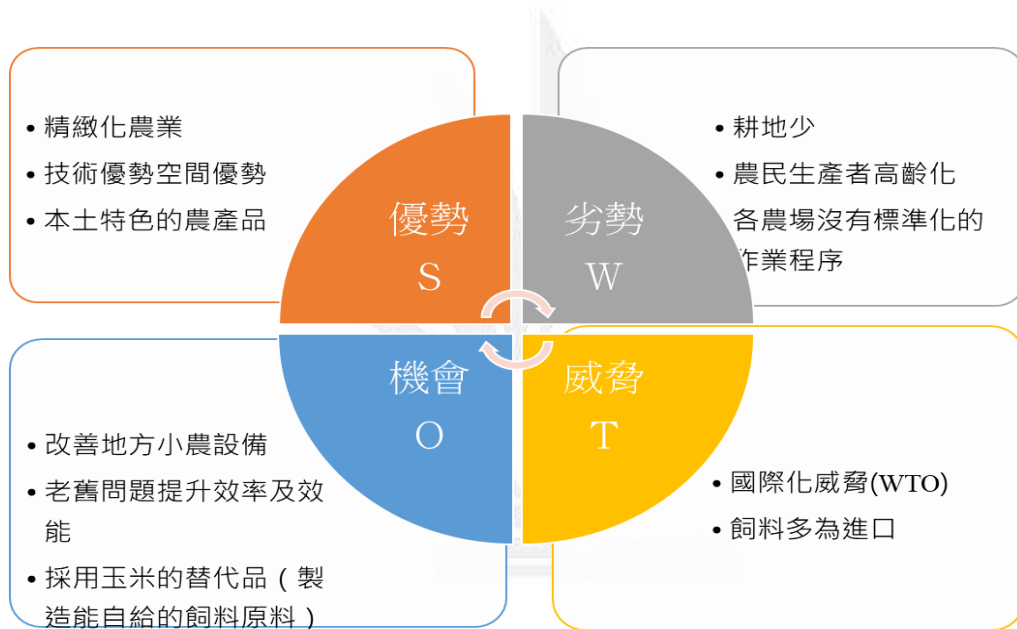 • 精緻化農業
• 技術優勢空間優勢
• 本土特色的農產品
優勢
S
劣勢
W
• 耕地少
• 農民生產者高齡化
各農場沒有標準化的
作業程序
機會
O
• 改善地方小農設備
• 老舊問題提升效率及效
能
• 採用玉米的替代品（製
造能自給的飼料原料）
威脅
T
• 國際化威脅(WTO)
• 飼料多為進口